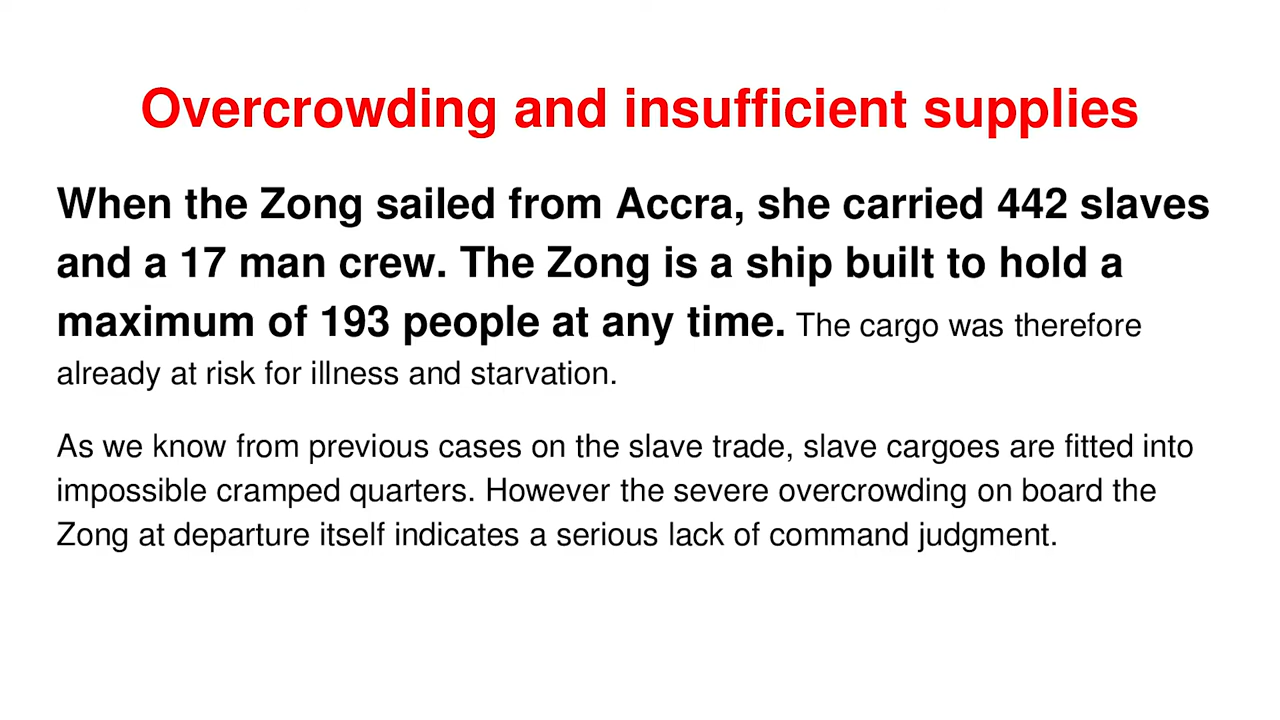 Overcrowding and insufficient supplies
When the Zong sailed from Accra, she carried 442 slaves
and a 17 man crew. The Zong is a ship built to hold a
maximum of 193 people at any time. The cargo was therefore
already at risk for illness and starvation.
As we know from previous cases on the slave trade, slave cargoes are fitted into
impossible cramped quarters. However the severe overcrowding on board the
Zong at departure itself indicates a serious lack of command judgment.